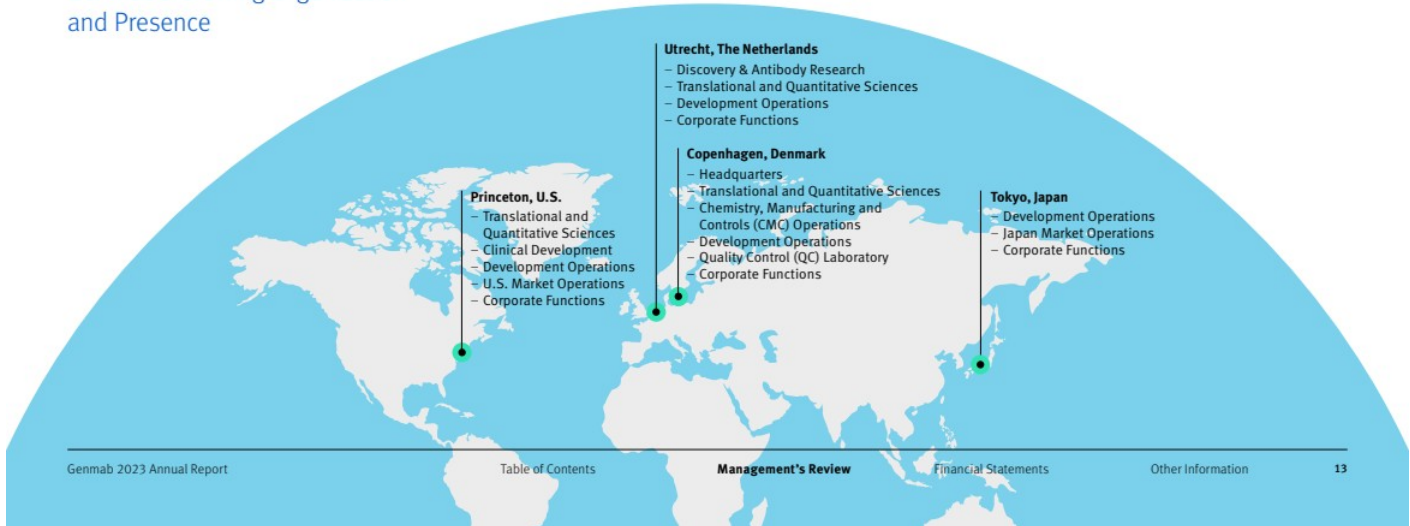 and Presence
Utrecht, The Netherlands
– Discovery & Antibody Research
– Translational and Quantitative Sciences
– Development Operations
– Corporate Functions
Copenhagen, Denmark
– Headquarters
– Translational and Quantitative Sciences
– Chemistry, Manufacturing and
Controls (CMC) Operations
– Development Operations
– Quality Control (QC) Laboratory
– Corporate Functions
Princeton, U.S.
– Translational and
Quantitative Sciences
– Clinical Development
– Development Operations
– U.S. Market Operations
– Corporate Functions
Tokyo, Japan
– Development Operations
– Japan Market Operations
– Corporate Functions
Genmab 2023 Annual Report
Table of Contents
Management's Review
Financial Statements
Other Information
13